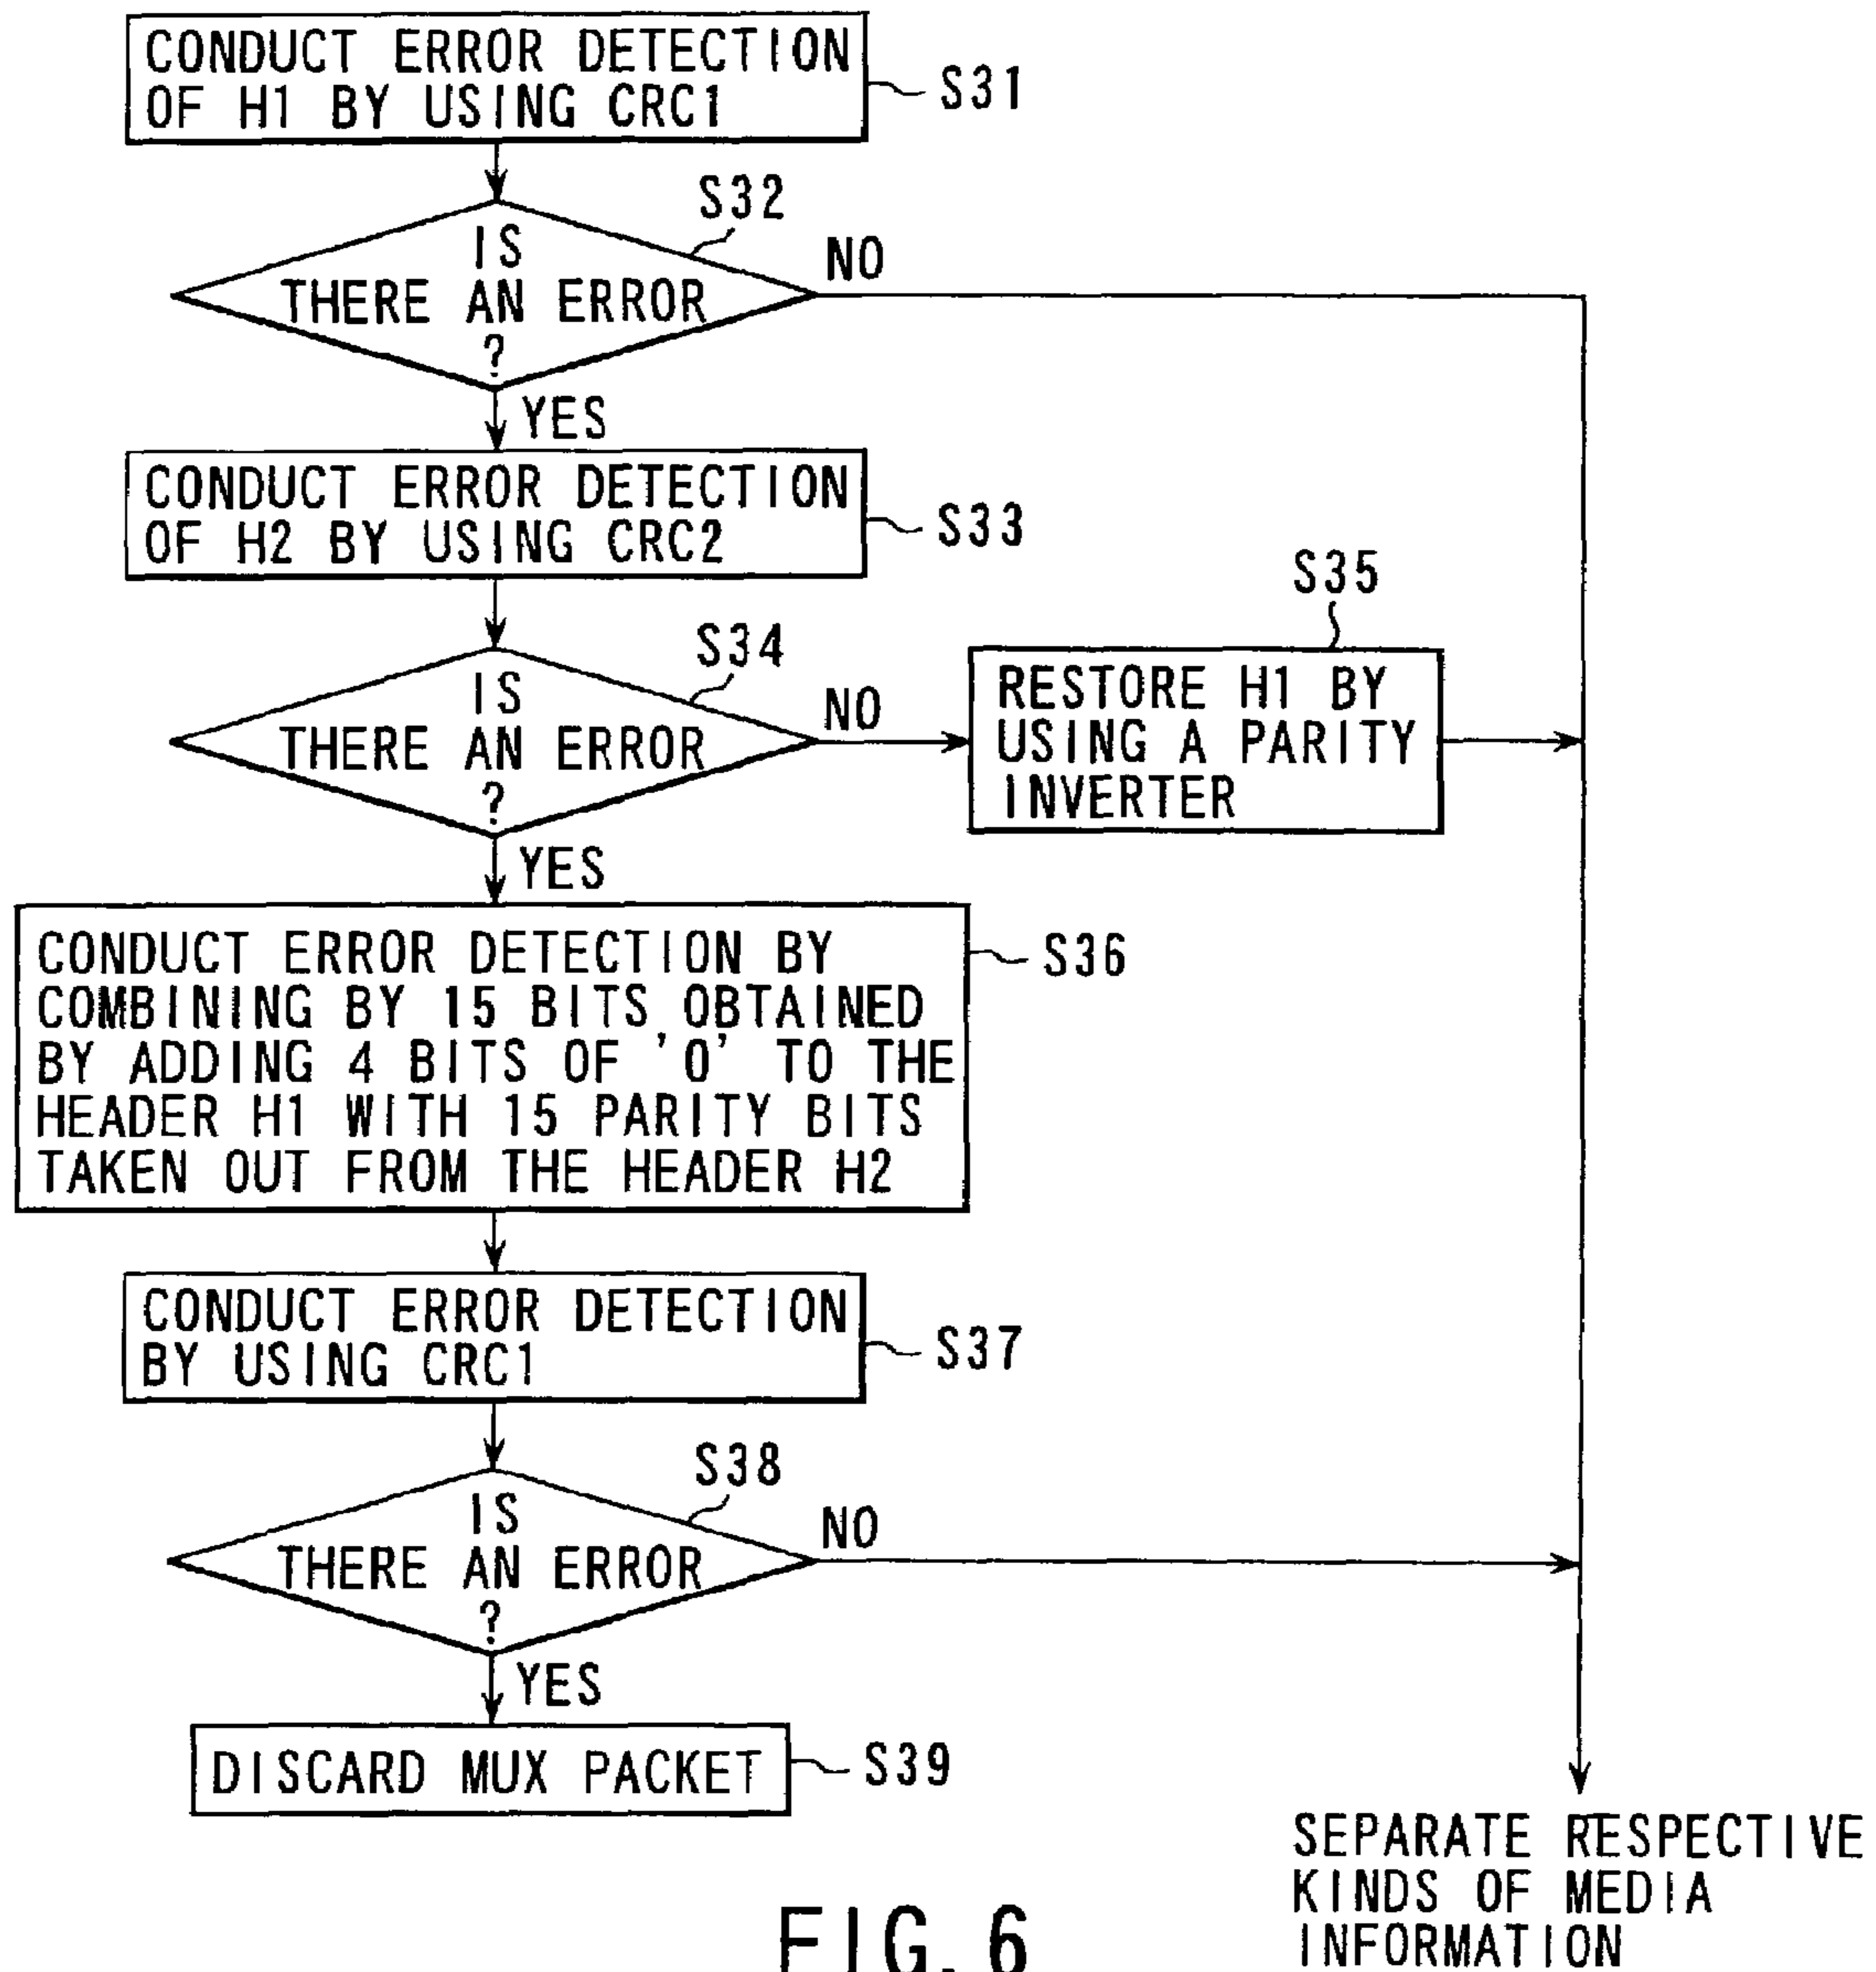 CONDUCT ERROR DETECTION
OF H1 BY USING CRC1
S31
S32
IS
THERE AN ERROR
?
NO
YES
CONDUCT ERROR DETECTION
OF H2 BY USING CRC2
S33
S34
IS
THERE AN ERROR
?
NO
S35
RESTORE H1 BY
USING A PARITY
INVERTER
YES
CONDUCT ERROR DETECTION BY
COMBINING BY 15 BITS OBTAINED
BY ADDING 4 BITS OF '0' TO THE
HEADER H1 WITH 15 PARITY BITS
TAKEN OUT FROM THE HEADER H2
S36
CONDUCT ERROR DETECTION
BY USING CRC1
S37
S38
IS
THERE AN ERROR
?
NO
YES
DISCARD MUX PACKET
S39
SEPARATE RESPECTIVE
KINDS OF MEDIA
INFORMATION
FIG. 6